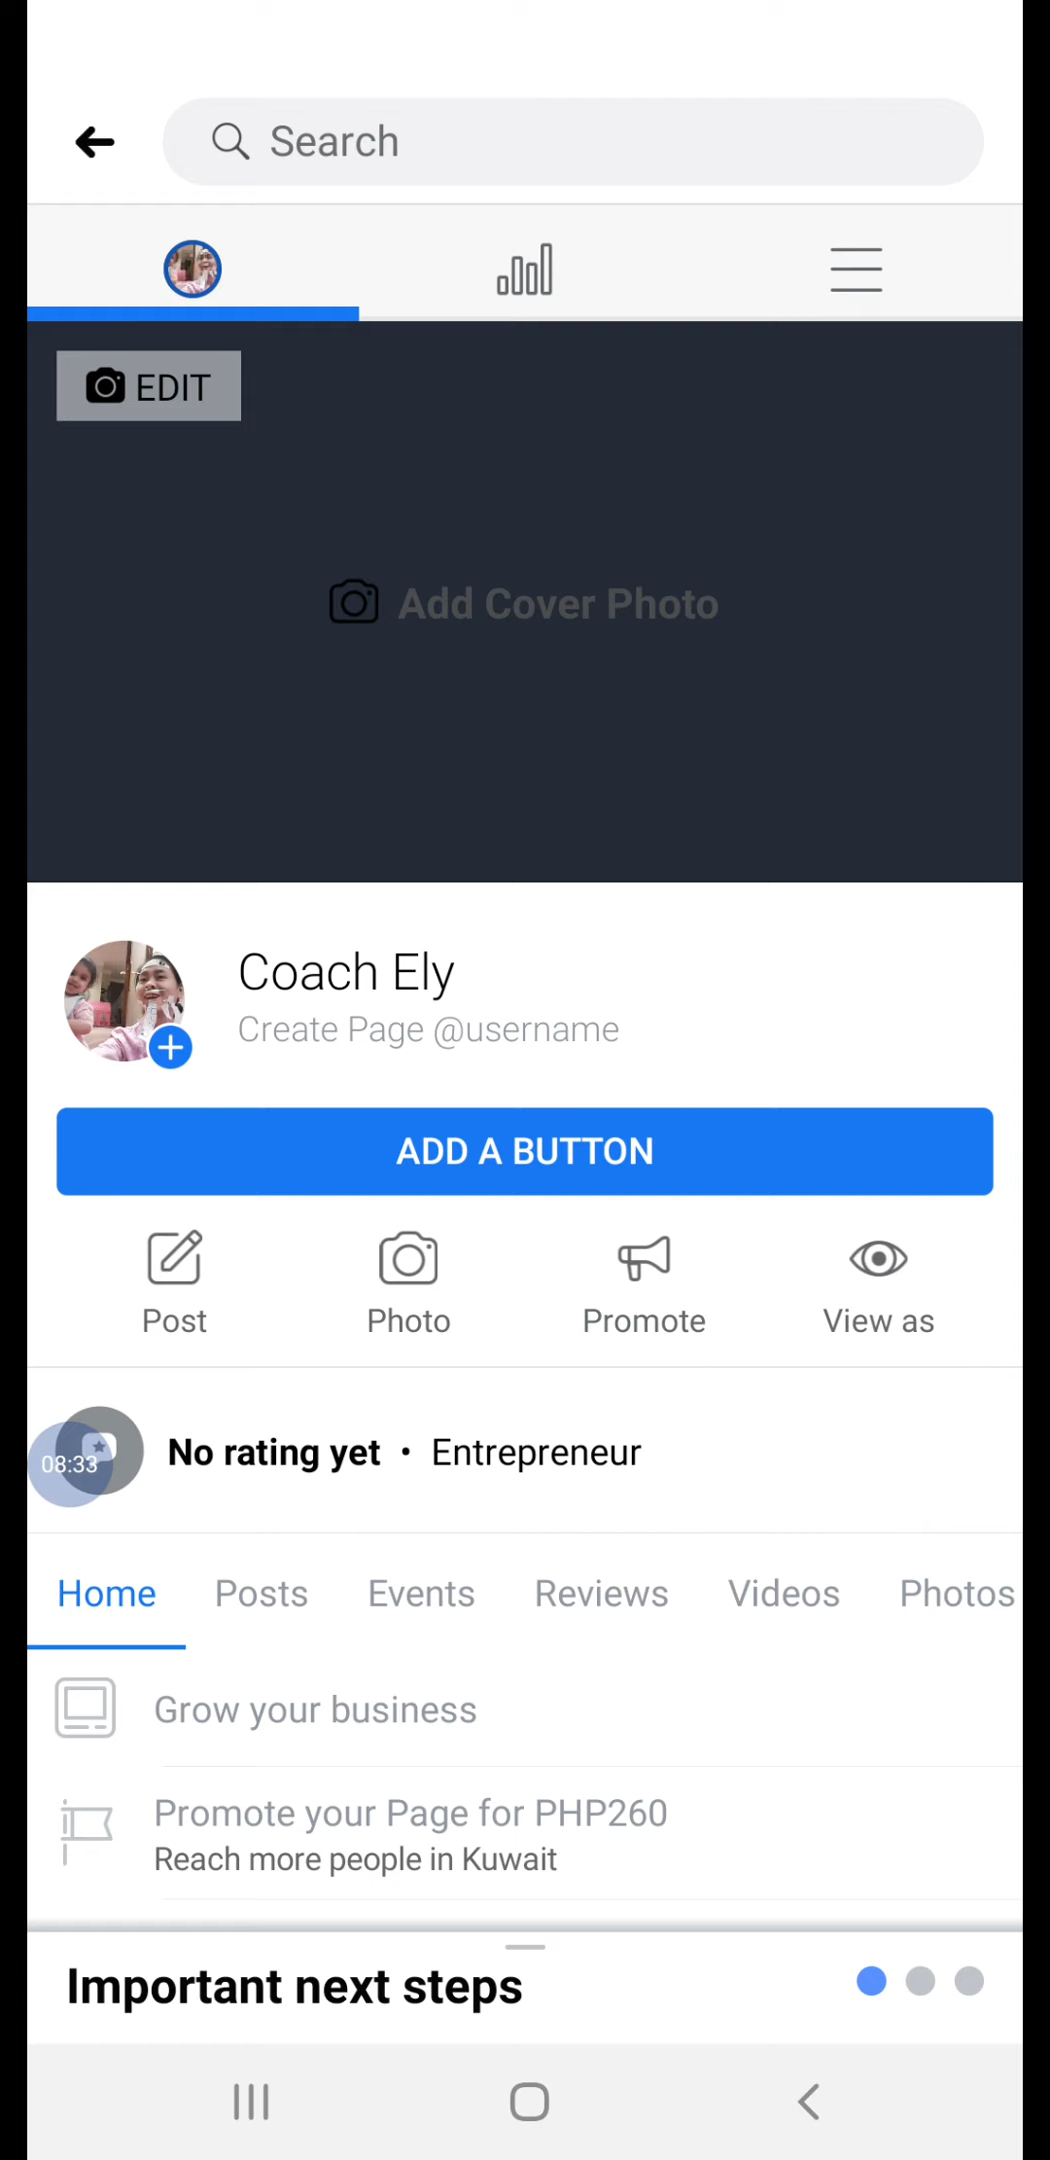 Search
EDIT
Add Cover Photo
Coach Ely
Create Page @username
ADD A BUTTON
Post Photo Promote View as
08:33
No rating yet • Entrepreneur
Home Posts Events Reviews Videos Photos
Grow your business
Promote your Page for PHP260
Reach more people in Kuwait
Important next steps